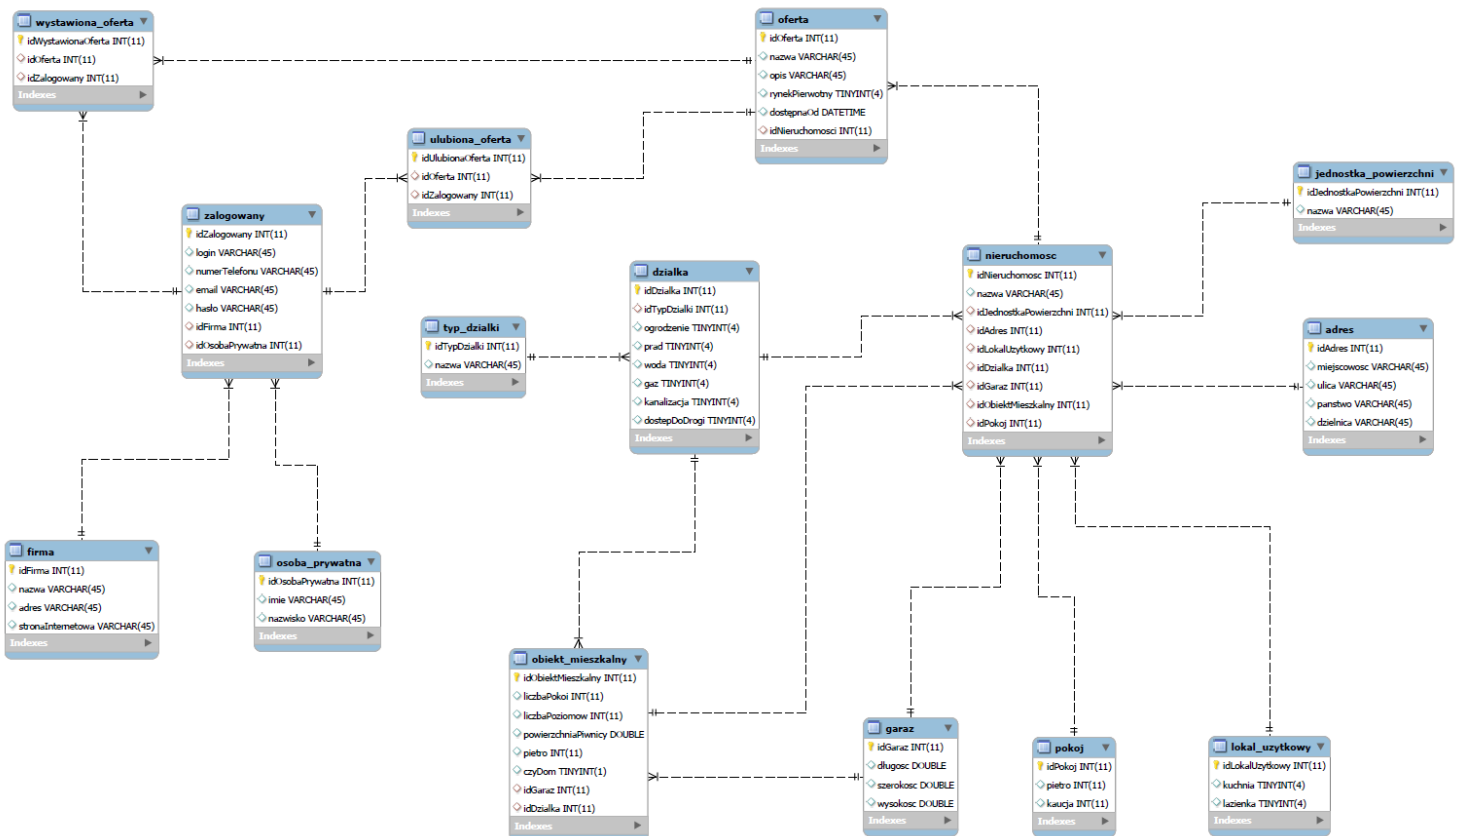 wystawiona_oferta
idWystawionaOferta INT(11)
idOferta INT(11)
idZalogowany INT(11)
Indexes
oferta
idOferta INT(11)
nazwa VARCHAR(45)
opis VARCHAR(45)
rynekPierwotny TINYINT(4)
dostępnaOd DATETIME
idNieruchomosci INT(11)
Indexes
ulubiona_oferta
idUlubionaOferta INT(11)
idOferta INT(11)
idZalogowany INT(11)
Indexes
jednostka_powierzchni
idJednostkaPowierzchni INT(11)
nazwa VARCHAR(45)
Indexes
zalogowany
idZalogowany INT(11)
login VARCHAR(45)
numerTelefonu VARCHAR(45)
email VARCHAR(45)
hasło VARCHAR(45)
idFirma INT(11)
idOsobaPrywatna INT(11)
Indexes
nieruchomosc
idNieruchomosc INT(11)
nazwa VARCHAR(45)
idJednostkaPowierzchni INT(11)
idAdres INT(11)
idLokalUzytkowy INT(11)
idDzialka INT(11)
idGaraz INT(11)
idObiektMieszkalny INT(11)
idPokoj INT(11)
Indexes
dzialka
idDzialka INT(11)
idTypDzialki INT(11)
ogrodzenie TINYINT(4)
prad TINYINT(4)
woda TINYINT(4)
gaz TINYINT(4)
kanalizacja TINYINT(4)
dostepDoDrogi TINYINT(4)
Indexes
typ_dzialki
idTypDzialki INT(11)
nazwa VARCHAR(45)
Indexes
adres
idAdres INT(11)
miejscowosc VARCHAR(45)
ulica VARCHAR(45)
panstwo VARCHAR(45)
dzielnica VARCHAR(45)
Indexes
firma
idFirma INT(11)
nazwa VARCHAR(45)
adres VARCHAR(45)
stronaInternetowa VARCHAR(45)
Indexes
osoba_prywatna
idOsobaPrywatna INT(11)
imie VARCHAR(45)
nazwisko VARCHAR(45)
Indexes
obiekt_mieszkalny
idObiektMieszkalny INT(11)
liczbaPokoi INT(11)
liczbaPoziomow INT(11)
powierzchniaPiwnicy DOUBLE
pietro INT(11)
czyDom TINYINT(1)
idGaraz INT(11)
idDzialka INT(11)
Indexes
garaz
idGaraz INT(11)
długosc DOUBLE
szerokosc DOUBLE
wysokosc DOUBLE
Indexes
pokoj
idPokoj INT(11)
pietro INT(11)
kaucja INT(11)
Indexes
lokal_uzytkowy
idLokalUzytkowy INT(11)
kuchnia TINYINT(4)
lazienka TINYINT(4)
Indexes